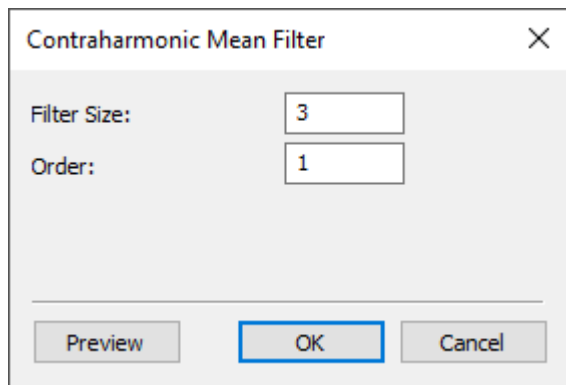 Contraharmonic Mean Filter
Filter Size: 3
Order: 1
Preview OK Cancel